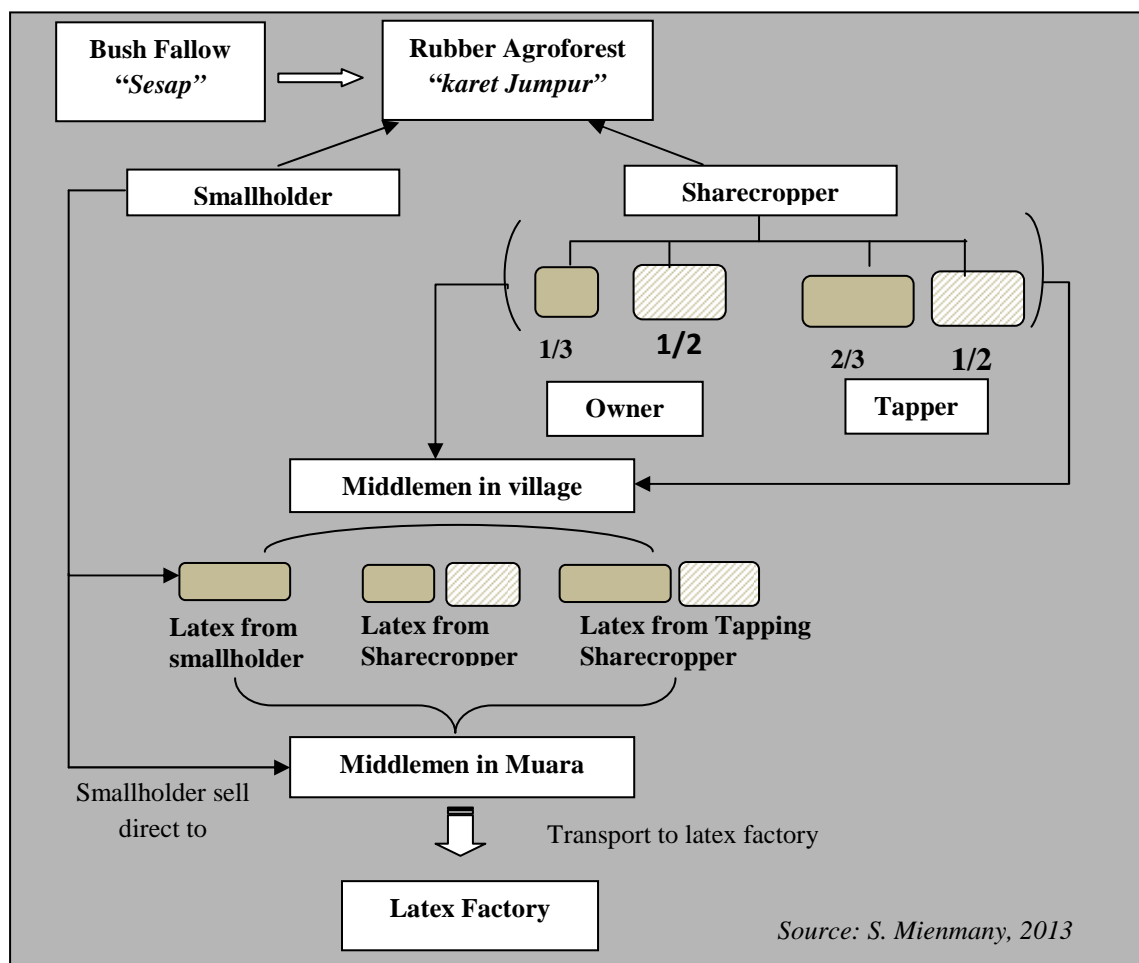 Bush Fallow
“Sesap”
Rubber Agroforest
“karet Jumpur”
Smallholder
Sharecropper
1/3
1/2
2/3
1/2
Owner
Tapper
Middlemen in village
Latex from
smallholder
Latex from
Sharecropper
Latex from Tapping
Sharecropper
Middlemen in Muara
Smallholder sell
direct to
Transport to latex factory
Latex Factory
Source: S. Mienmany, 2013